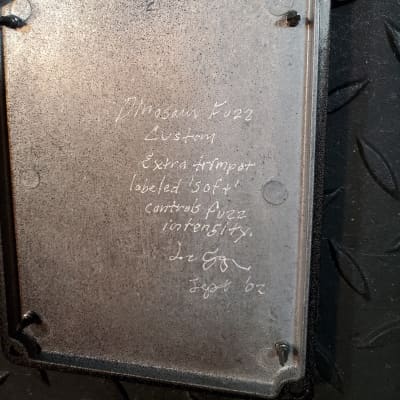 Dinosaur Fuzz
Custom
Extra trimpot
labeled 'soft'
controls fuzz
intensity.
Sept '02